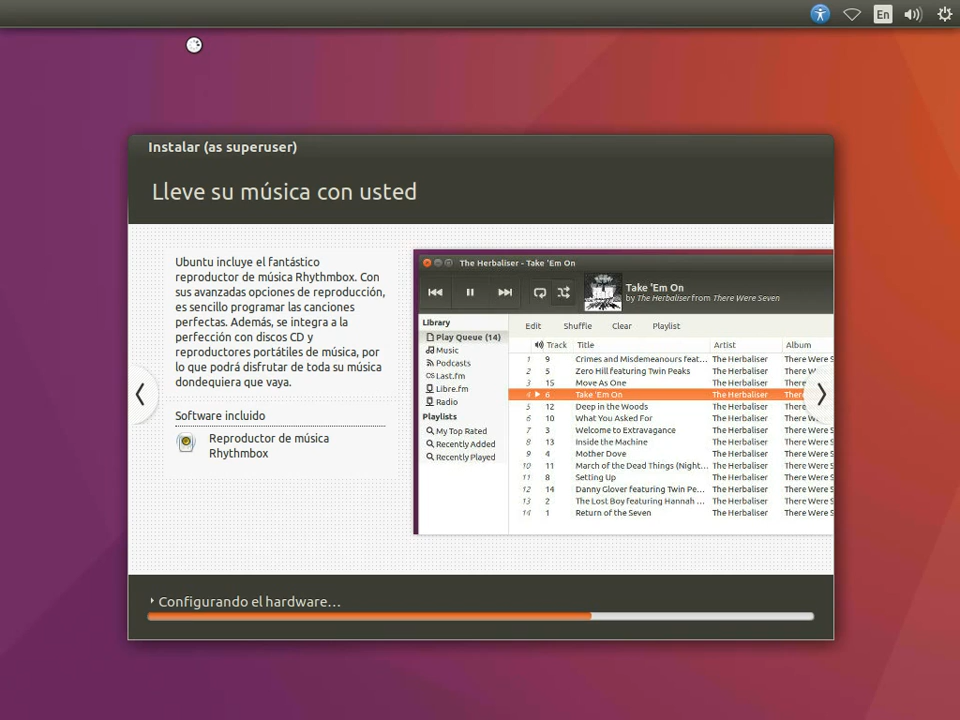 En
Instalar (as superuser)
Lleve su música con usted
Ubuntu incluye el fantástico
reproductor de música Rhythmbox. Con
sus avanzadas opciones de reproducción,
es sencillo programar las canciones
perfectas. Además, se integra a la
perfección con discos CD y
reproductores portátiles de música, por
lo que podrá disfrutar de toda su música
dondequiera que vaya.
Software incluido
Reproductor de música
Rhythmbox
The Herbaliser - Take 'Em On
Take 'Em On
by The Herbaliser from There Were Seven
Library
Play Queue (14)
Music
Podcasts
Last.fm
Libre.fm
Radio
Playlists
My Top Rated
Recently Added
Recently Played
Edit Shuffle Clear Playlist
Track Title Artist Album
1 9 Crimes and Misdemeanours feat... The Herbaliser There Were S
2 5 Zero Hill featuring Twin Peaks The Herbaliser There Were S
3 15 Move As One The Herbaliser There Were S
4 6 Take 'Em On The Herbaliser There
5 12 Deep in the Woods The Herbaliser There
6 10 What You Asked For The Herbaliser There Were S
7 3 Welcome to Extravagance The Herbaliser There Were S
8 13 Inside the Machine The Herbaliser There Were S
9 4 Mother Dove The Herbaliser There Were S
10 11 March of the Dead Things (Night... The Herbaliser There Were S
11 8 Setting Up The Herbaliser There Were S
12 14 Danny Glover featuring Twin Pe... The Herbaliser There Were S
13 2 The Lost Boy featuring Hannah ... The Herbaliser There Were S
14 1 Return of the Seven The Herbaliser There Were S
Configurando el hardware...